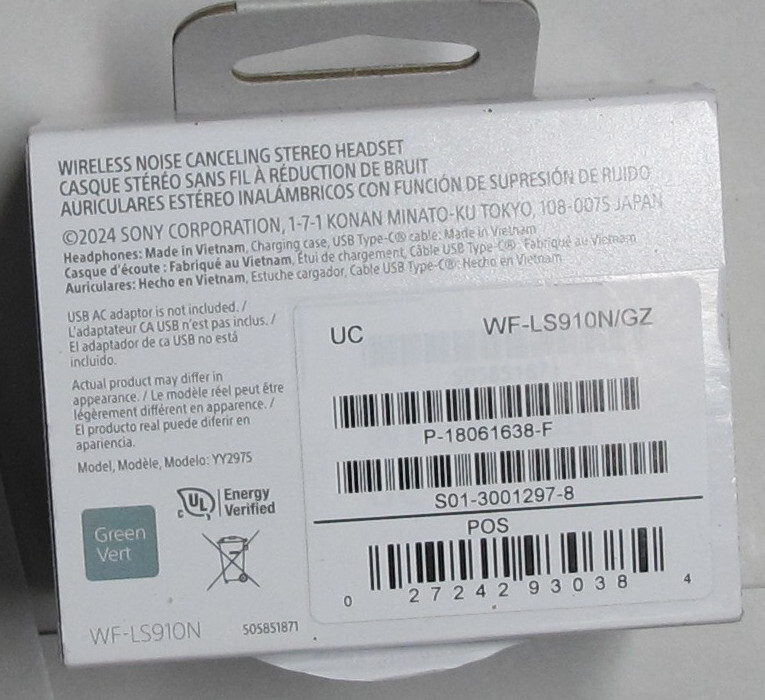 WIRELESS NOISE CANCELING STEREO HEADSET
CASQUE STÉRÉO SANS FIL À RÉDUCTION DE BRUIT
AURICULARES ESTÉREO INALÁMBRICOS CON FUNCIÓN DE SUPRESIÓN DE RUIDO
©2024 SONY CORPORATION, 1-7-1 KONAN MINATO-KU TOKYO, 108-0075 JAPAN
Headphones: Made in Vietnam, Charging case, USB Type-C® cable: Made in Vietnam
Casque d'écoute : Fabriqué au Vietnam, Étui de chargement, Câble USB Type-C® : Fabriqué au Vietnam
Auriculares: Hecho en Vietnam, Estuche cargador, Cable USB Type-C®: Hecho en Vietnam
USB AC adaptor is not included. /
L'adaptateur CA USB n'est pas inclus. /
El adaptador de ca USB no está
incluido.
Actual product may differ in
appearance. / Le modèle réel peut être
légèrement différent en apparence. /
El producto real puede diferir en
apariencia.
Model, Modèle, Modelo: YY2975
c UL Energy
Verified
Green
Vert
WF-LS910N 505851871
UC WF-LS910N/GZ
P-18061638-F
S01-3001297-8
POS
0 27242 93038 4